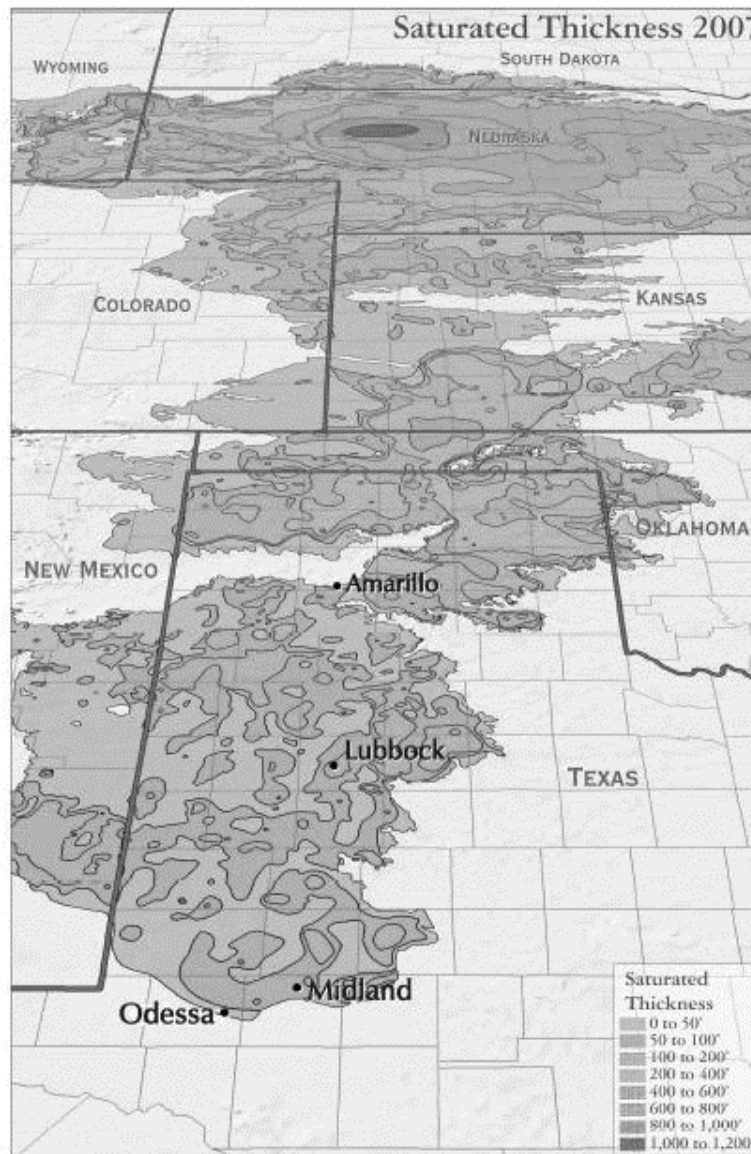 Saturated Thickness 2007
WYOMING
SOUTH DAKOTA
NEBRASKA
COLORADO
KANSAS
OKLAHOMA
NEW MEXICO
Amarillo
Lubbock
TEXAS
Midland
Odessa
Saturated
Thickness
0 to 50'
50 to 100'
100 to 200'
200 to 400'
400 to 600'
600 to 800'
800 to 1,000'
1,000 to 1,200